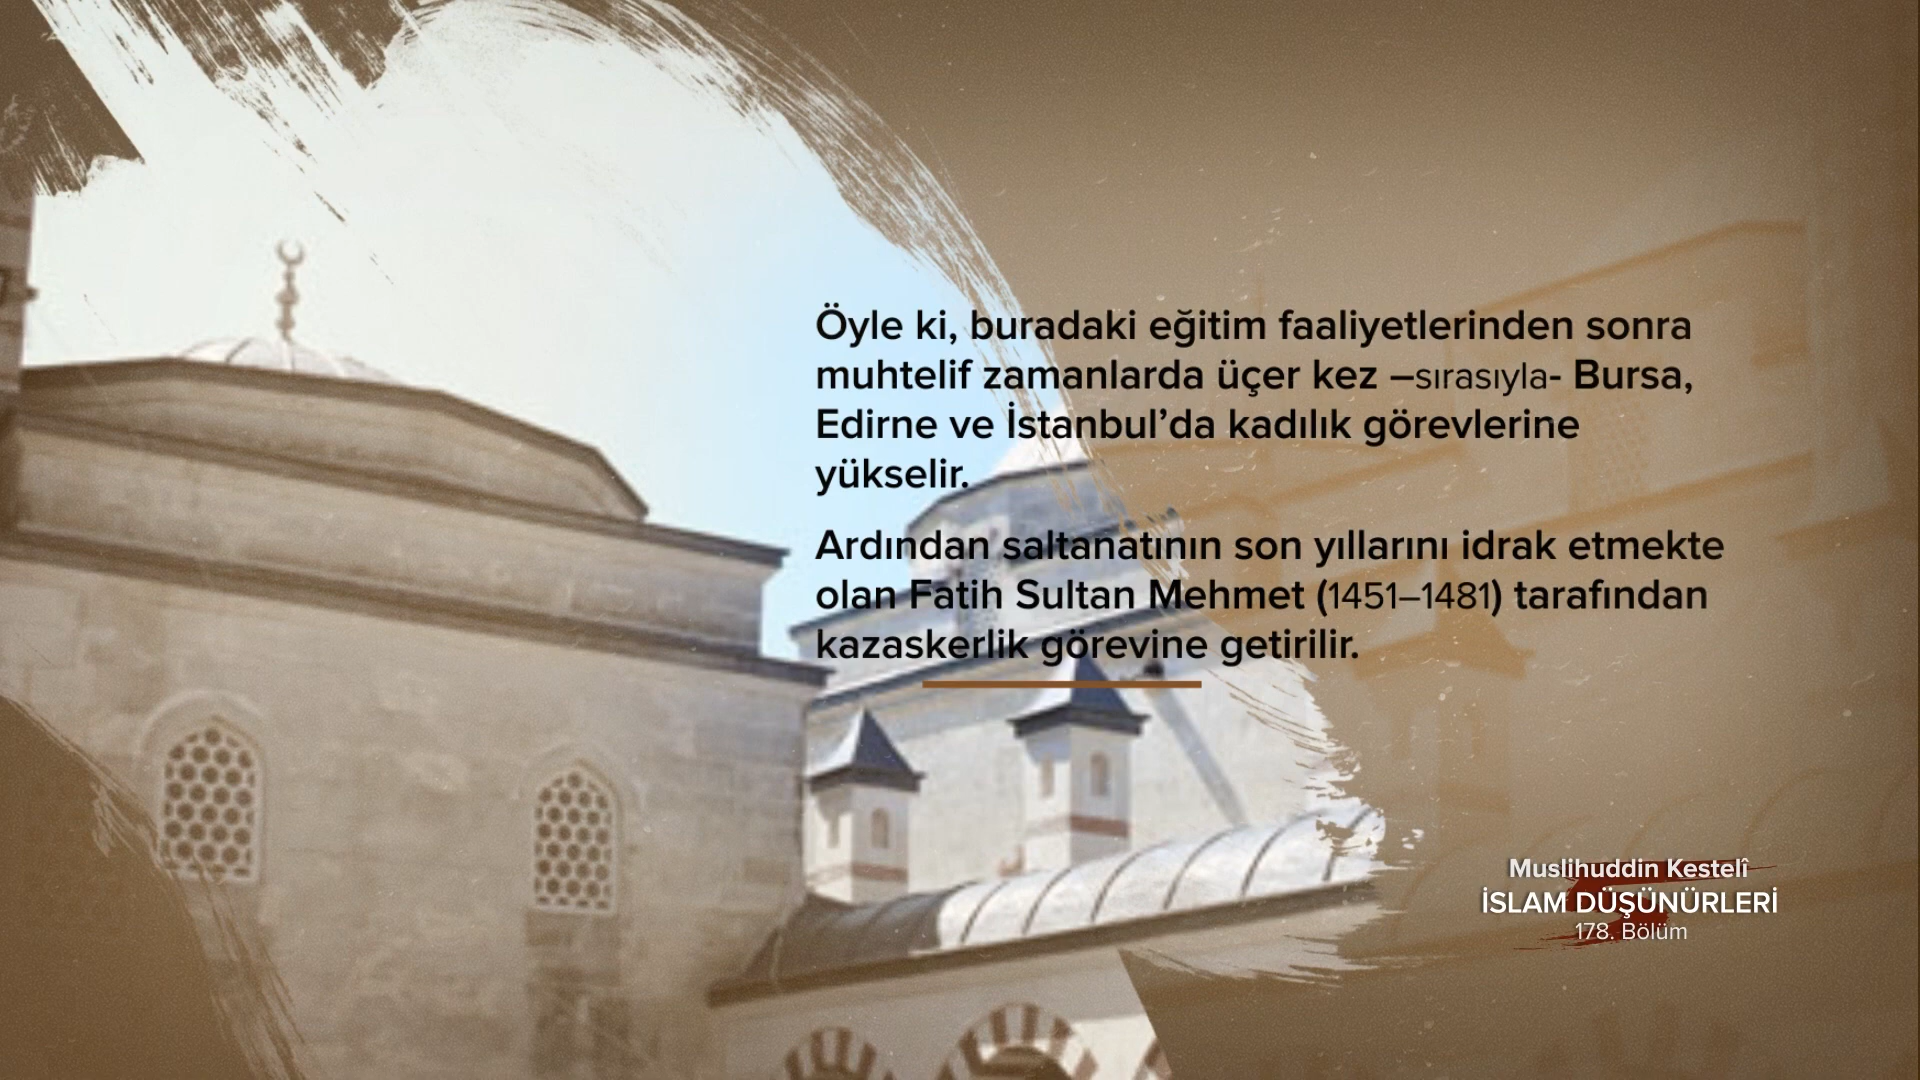 Öyle ki, buradaki eğitim faaliyetlerinden sonra
muhtelif zamanlarda üçer kez –sırasıyla- Bursa,
Edirne ve İstanbul’da kadılık görevlerine
yükselir.
Ardından saltanatının son yıllarını idrak etmekte
olan Fatih Sultan Mehmet (1451–1481) tarafından
kazaskerlik görevine getirilir.
Muslihuddin Kestelî
İSLAM DÜŞÜNÜRLERİ
178. Bölüm